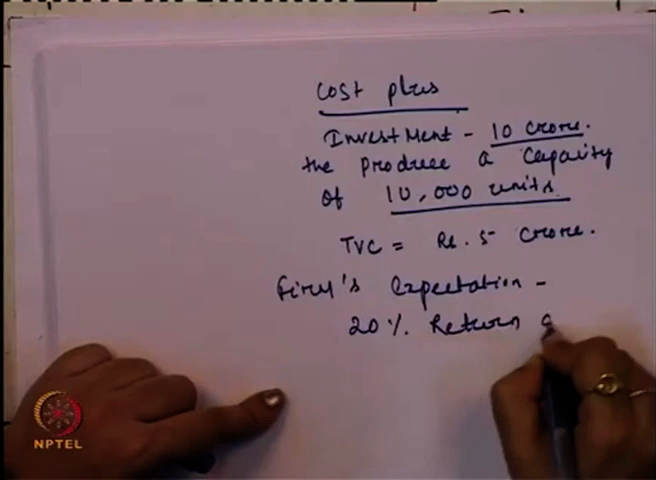 Cost plus
Investment - 10 crore.
the produce a capacity
of 10,000 units.
TVC = Rs. 5 crore.
Firm's Expectation -
20% Return
NPTEL